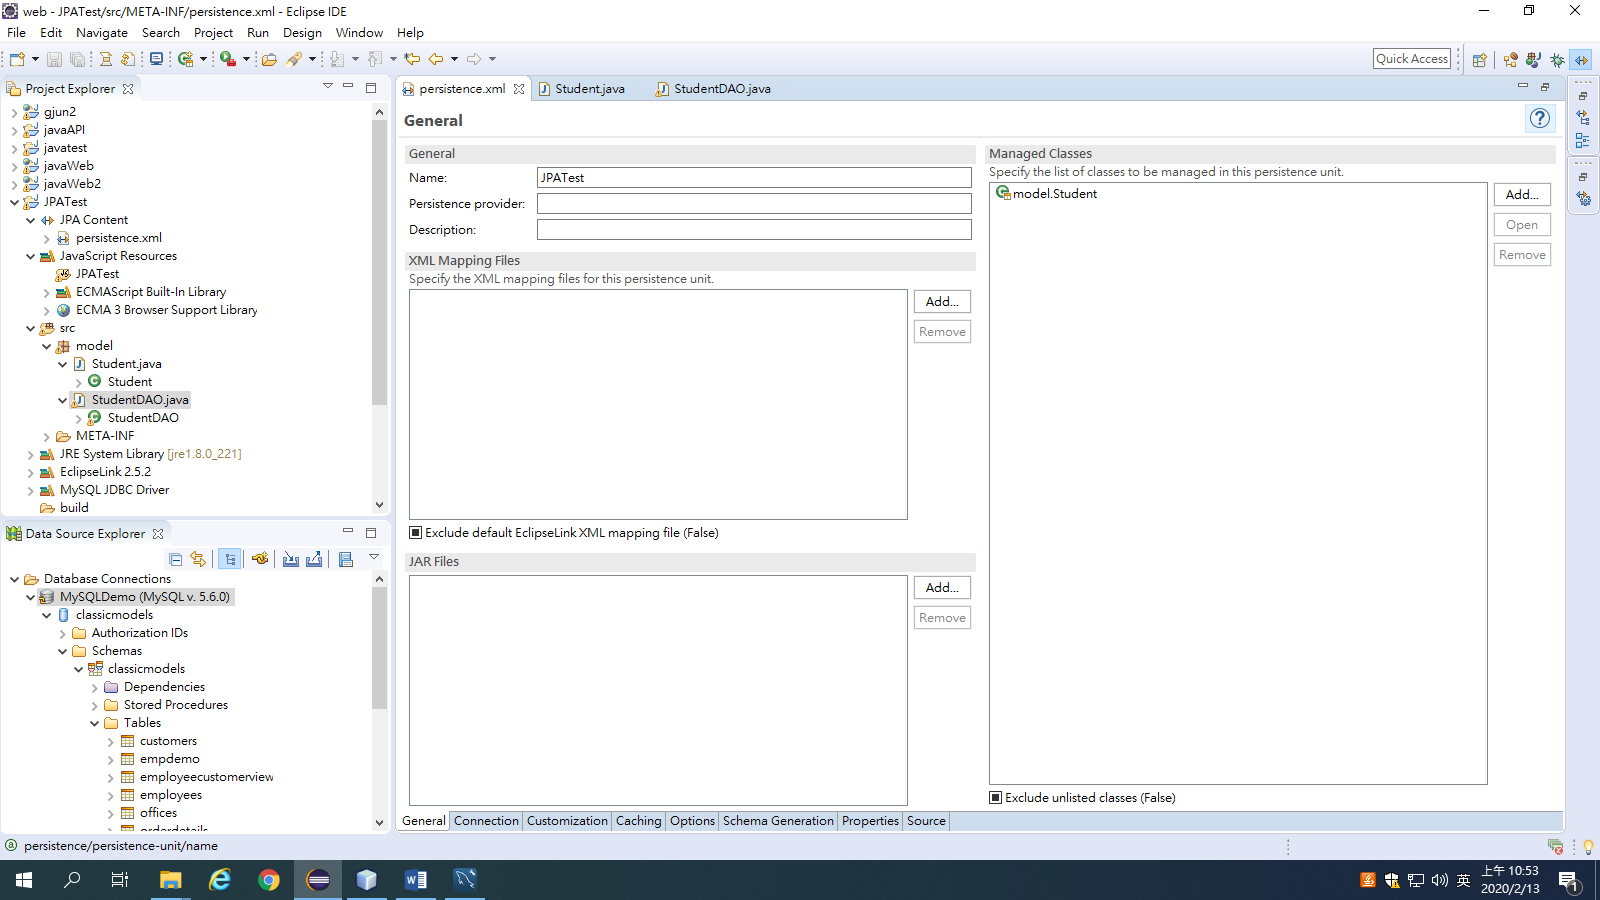 web - JPATest/src/META-INF/persistence.xml - Eclipse IDE
File Edit Navigate Search Project Run Design Window Help
Quick Access
Project Explorer
gjun2
javaAPI
javatest
javaWeb
javaWeb2
JPATest
JPA Content
persistence.xml
JavaScript Resources
JPATest
ECMAScript Built-In Library
ECMA 3 Browser Support Library
src
model
Student.java
Student
StudentDAO.java
StudentDAO
META-INF
JRE System Library [jre1.8.0_221]
EclipseLink 2.5.2
MySQL JDBC Driver
build
Data Source Explorer
Database Connections
MySQLDemo (MySQL v. 5.6.0)
classicmodels
Authorization IDs
Schemas
classicmodels
Dependencies
Stored Procedures
Tables
customers
empdemo
employeecustomerview
employees
offices
orderdetails
persistence.xml Student.java StudentDAO.java
General
General
Name: JPATest
Persistence provider:
Description:
XML Mapping Files
Specify the XML mapping files for this persistence unit.
Add...
Remove
Exclude default EclipseLink XML mapping file (False)
JAR Files
Add...
Remove
Managed Classes
Specify the list of classes to be managed in this persistence unit.
model.Student
Add...
Open
Remove
Exclude unlisted classes (False)
General Connection Customization Caching Options Schema Generation Properties Source
persistence/persistence-unit/name
英
上午 10:53
2020/2/13
1